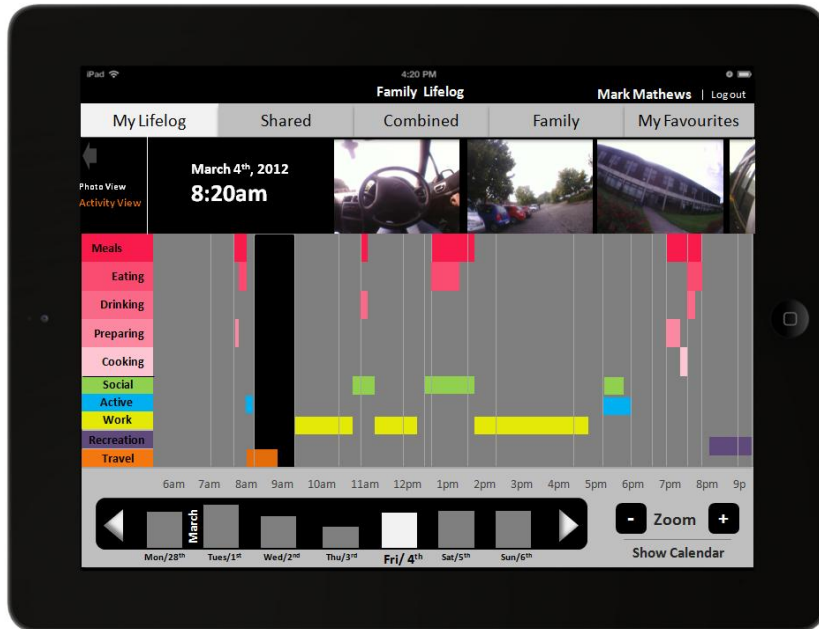 iPad 4:20 PM
Family Lifelog Mark Mathews | Log out
My Lifelog Shared Combined Family My Favourites
March 4th, 2012
8:20am
Photo View
Activity View
Meals
Eating
Drinking
Preparing
Cooking
Social
Active
Work
Recreation
Travel
6am 7am 8am 9am 10am 11am 12pm 1pm 2pm 3pm 4pm 5pm 6pm 7pm 8pm 9p
March
Mon/28th Tues/1st Wed/2nd Thu/3rd Fri/ 4th Sat/5th Sun/6th
- Zoom +
Show Calendar